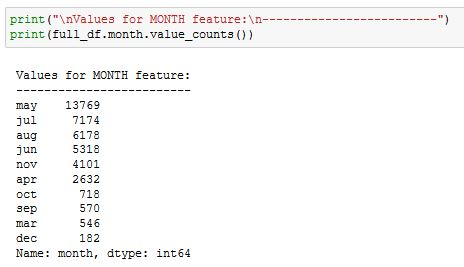 print("\nValues for MONTH feature:\n-------------------------")
print(full_df.month.value_counts())
Values for MONTH feature:
-------------------------
may    13769
jul     7174
aug     6178
jun     5318
nov     4101
apr     2632
oct      718
sep      570
mar      546
dec      182
Name: month, dtype: int64